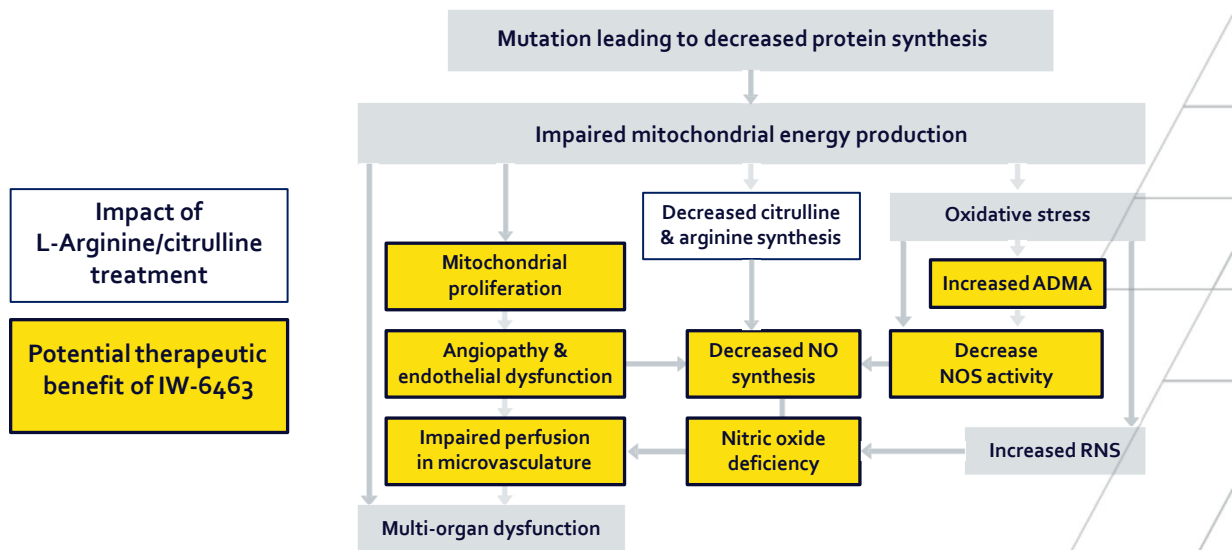 Mutation leading to decreased protein synthesis
Impaired mitochondrial energy production
Impact of
L-Arginine/citrulline
treatment
Potential therapeutic
benefit of IW-6463
Decreased citrulline
& arginine synthesis
Oxidative stress
Mitochondrial
proliferation
Increased ADMA
Angiopathy &
endothelial dysfunction
Decreased NO
synthesis
Decrease
NOS activity
Impaired perfusion
in microvasculature
Nitric oxide
deficiency
Increased RNS
Multi-organ dysfunction